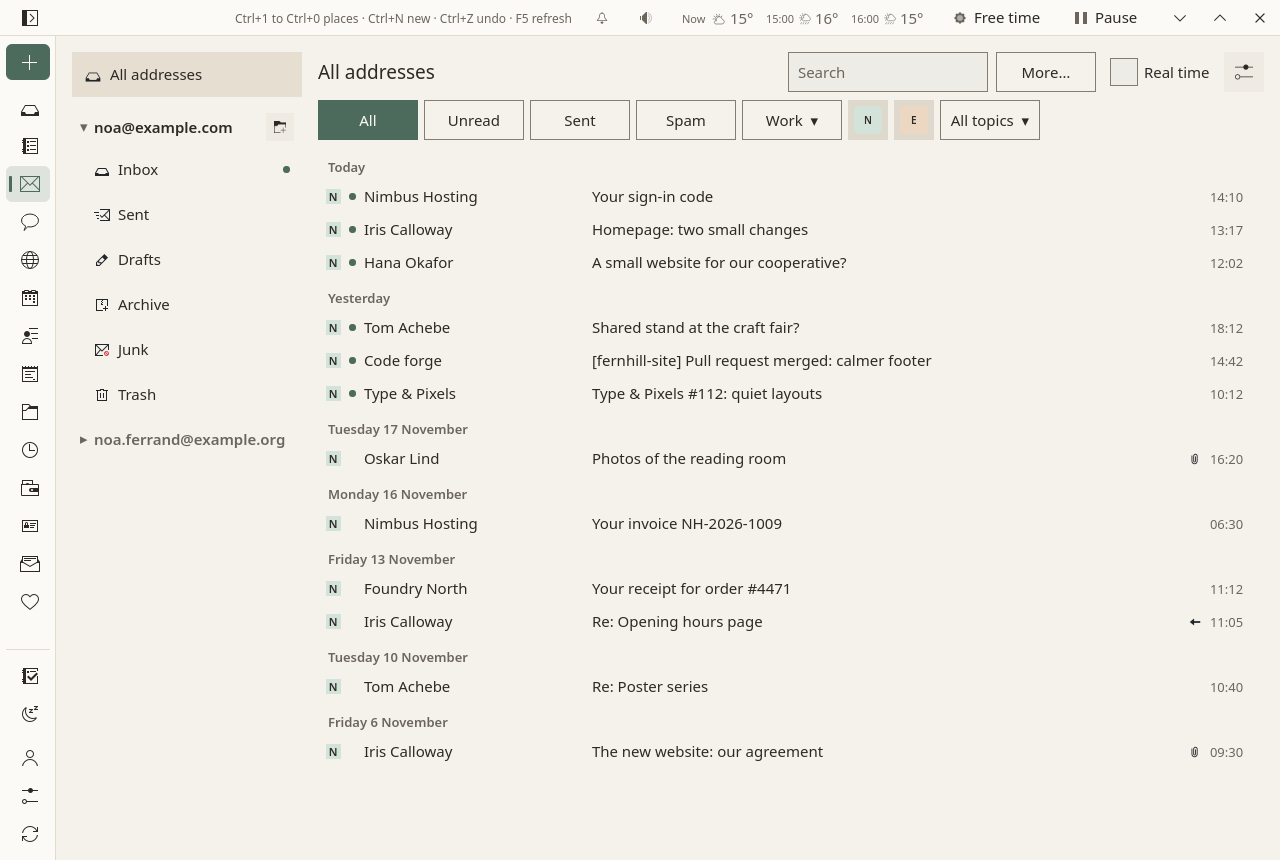 Ctrl+1 to Ctrl+0 places · Ctrl+N new · Ctrl+Z undo · F5 refresh
Now 15° 15:00 16° 16:00 15°
Free time
Pause
All addresses
noa@example.com
Inbox
Sent
Drafts
Archive
Junk
Trash
noa.ferrand@example.org
All addresses
Search
More...
Real time
All
Unread
Sent
Spam
Work ▾
N
E
All topics ▾
Today
N Nimbus Hosting Your sign-in code 14:10
N Iris Calloway Homepage: two small changes 13:17
N Hana Okafor A small website for our cooperative? 12:02
Yesterday
N Tom Achebe Shared stand at the craft fair? 18:12
N Code forge [fernhill-site] Pull request merged: calmer footer 14:42
N Type & Pixels Type & Pixels #112: quiet layouts 10:12
Tuesday 17 November
N Oskar Lind Photos of the reading room 16:20
Monday 16 November
N Nimbus Hosting Your invoice NH-2026-1009 06:30
Friday 13 November
N Foundry North Your receipt for order #4471 11:12
N Iris Calloway Re: Opening hours page 11:05
Tuesday 10 November
N Tom Achebe Re: Poster series 10:40
Friday 6 November
N Iris Calloway The new website: our agreement 09:30